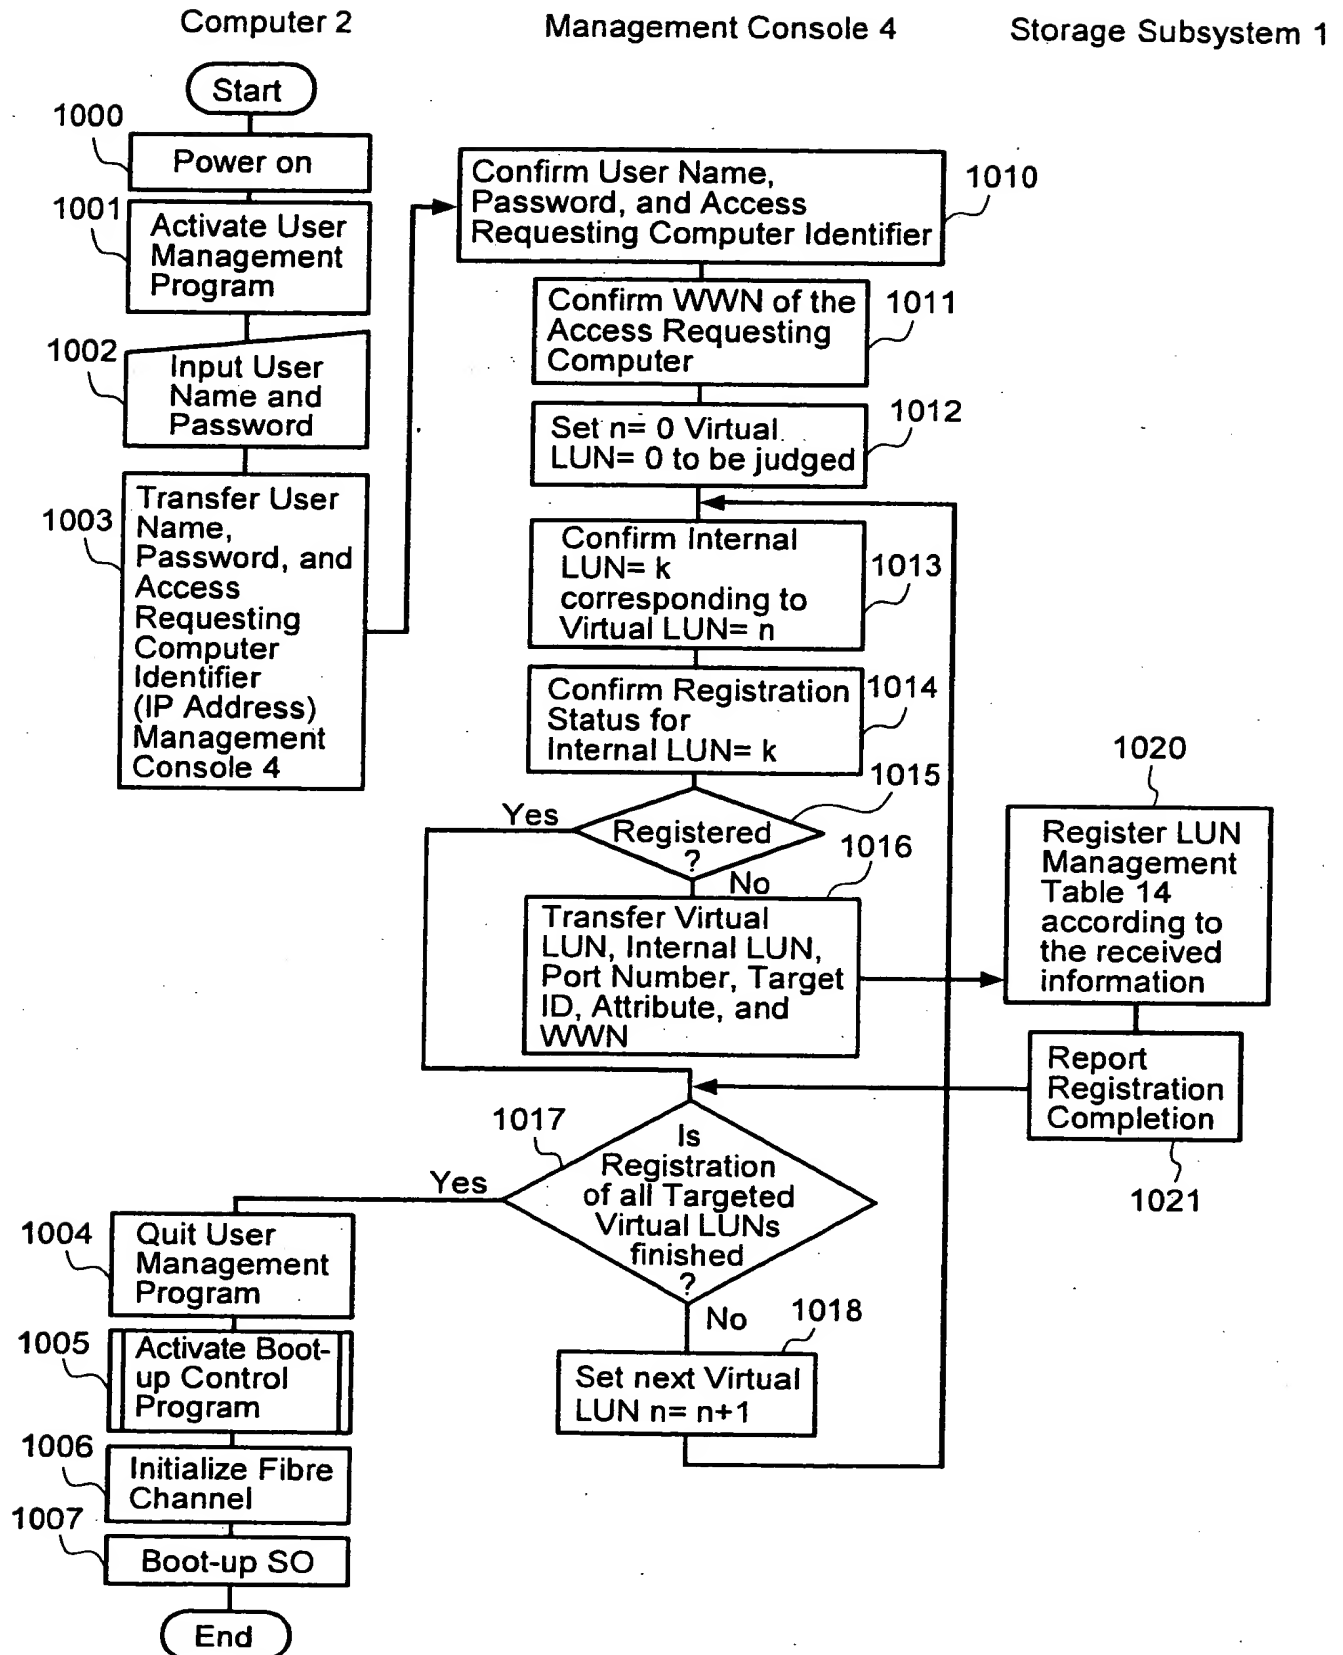 Computer 2
Management Console 4
Storage Subsystem 1
Start
1000
Power on
1001
Activate User
Management
Program
1002
Input User
Name and
Password
1003
Transfer User
Name,
Password, and
Access
Requesting
Computer
Identifier
(IP Address)
Management
Console 4
Confirm User Name,
Password, and Access
Requesting Computer Identifier
1010
Confirm WWN of the
Access Requesting
Computer
1011
Set n= 0 Virtual
LUN= 0 to be judged
1012
Confirm Internal
LUN= k
corresponding to
Virtual LUN= n
1013
Confirm Registration
Status for
Internal LUN= k
1014
1015
Yes
Registered
?
No
1016
Transfer Virtual
LUN, Internal LUN,
Port Number, Target
ID, Attribute, and
WWN
1020
Register LUN
Management
Table 14
according to
the received
information
Report
Registration
Completion
1021
1017
Is
Registration
of all Targeted
Virtual LUNs
finished
?
Yes
No
1018
Set next Virtual
LUN n= n+1
1004
Quit User
Management
Program
1005
Activate Boot-
up Control
Program
1006
Initialize Fibre
Channel
1007
Boot-up SO
End